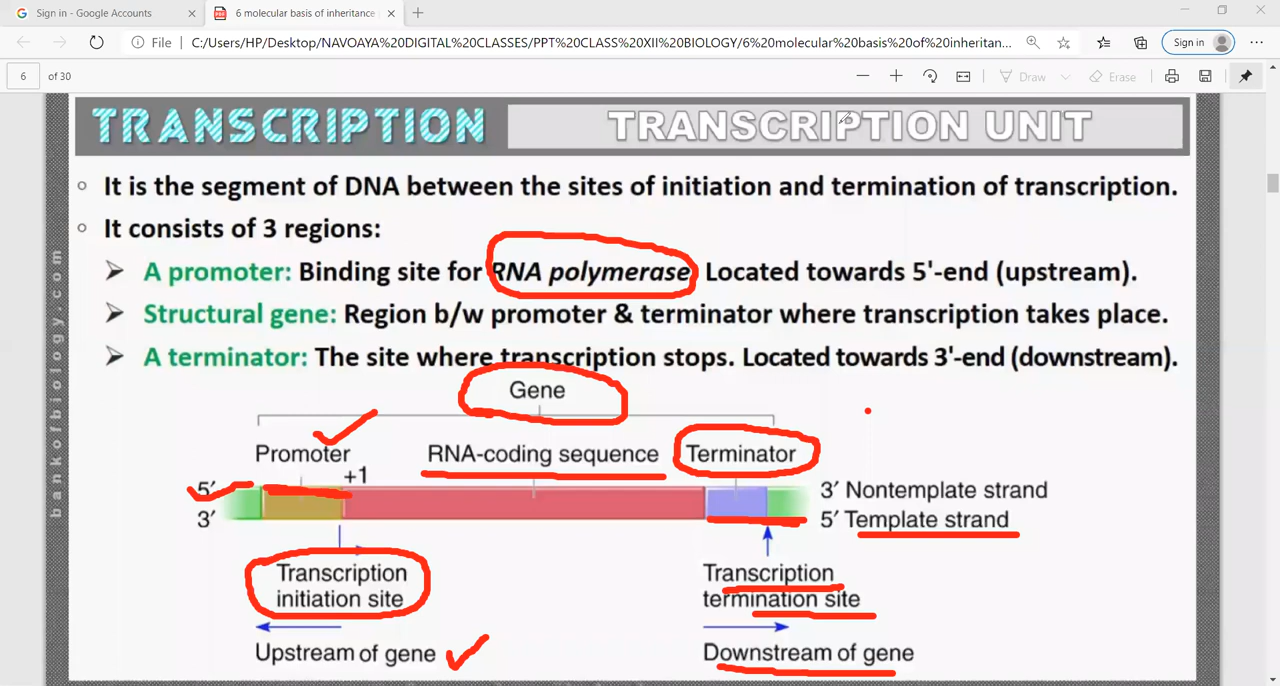 Sign in - Google Accounts
6 molecular basis of inheritance
File
C:/Users/HP/Desktop/NAVOAYA%20DIGITAL%20CLASSES/PPT%20CLASS%20XII%20BIOLOGY/6%20molecular%20basis%20of%20inheritan...
Sign in
6 of 30
Draw
Erase
TRANSCRIPTION
TRANSCRIPTION UNIT
It is the segment of DNA between the sites of initiation and termination of transcription.
It consists of 3 regions:
A promoter: Binding site for RNA polymerase Located towards 5'-end (upstream).
Structural gene: Region b/w promoter & terminator where transcription takes place.
A terminator: The site where transcription stops. Located towards 3'-end (downstream).
Gene
Promoter RNA-coding sequence Terminator
+1
5′ 3′ Nontemplate strand
3′ 5′ Template strand
Transcription
initiation site
Transcription
termination site
Upstream of gene Downstream of gene
bankofbiology.com